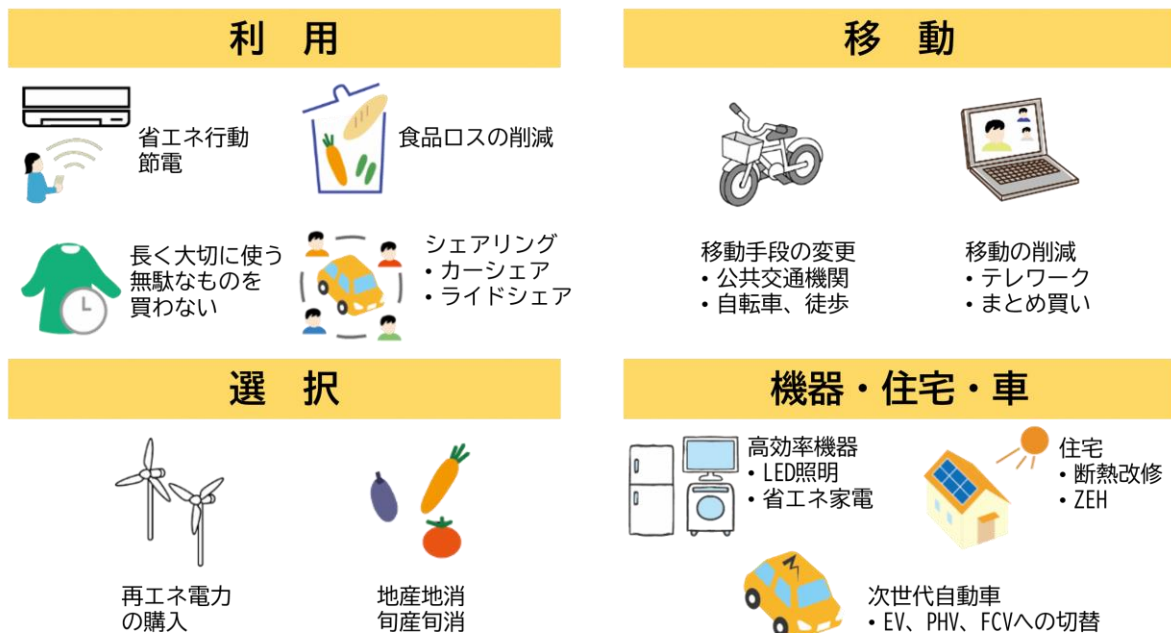 利　用
省エネ行動
節電
食品ロスの削減
長く大切に使う
無駄なものを
買わない
シェアリング
・カーシェア
・ライドシェア
移　動
移動手段の変更
・公共交通機関
・自転車、徒歩
移動の削減
・テレワーク
・まとめ買い
選　択
再エネ電力
の購入
地産地消
旬産旬消
機器・住宅・車
高効率機器
・LED照明
・省エネ家電
住宅
・断熱改修
・ZEH
次世代自動車
・EV、PHV、FCVへの切替